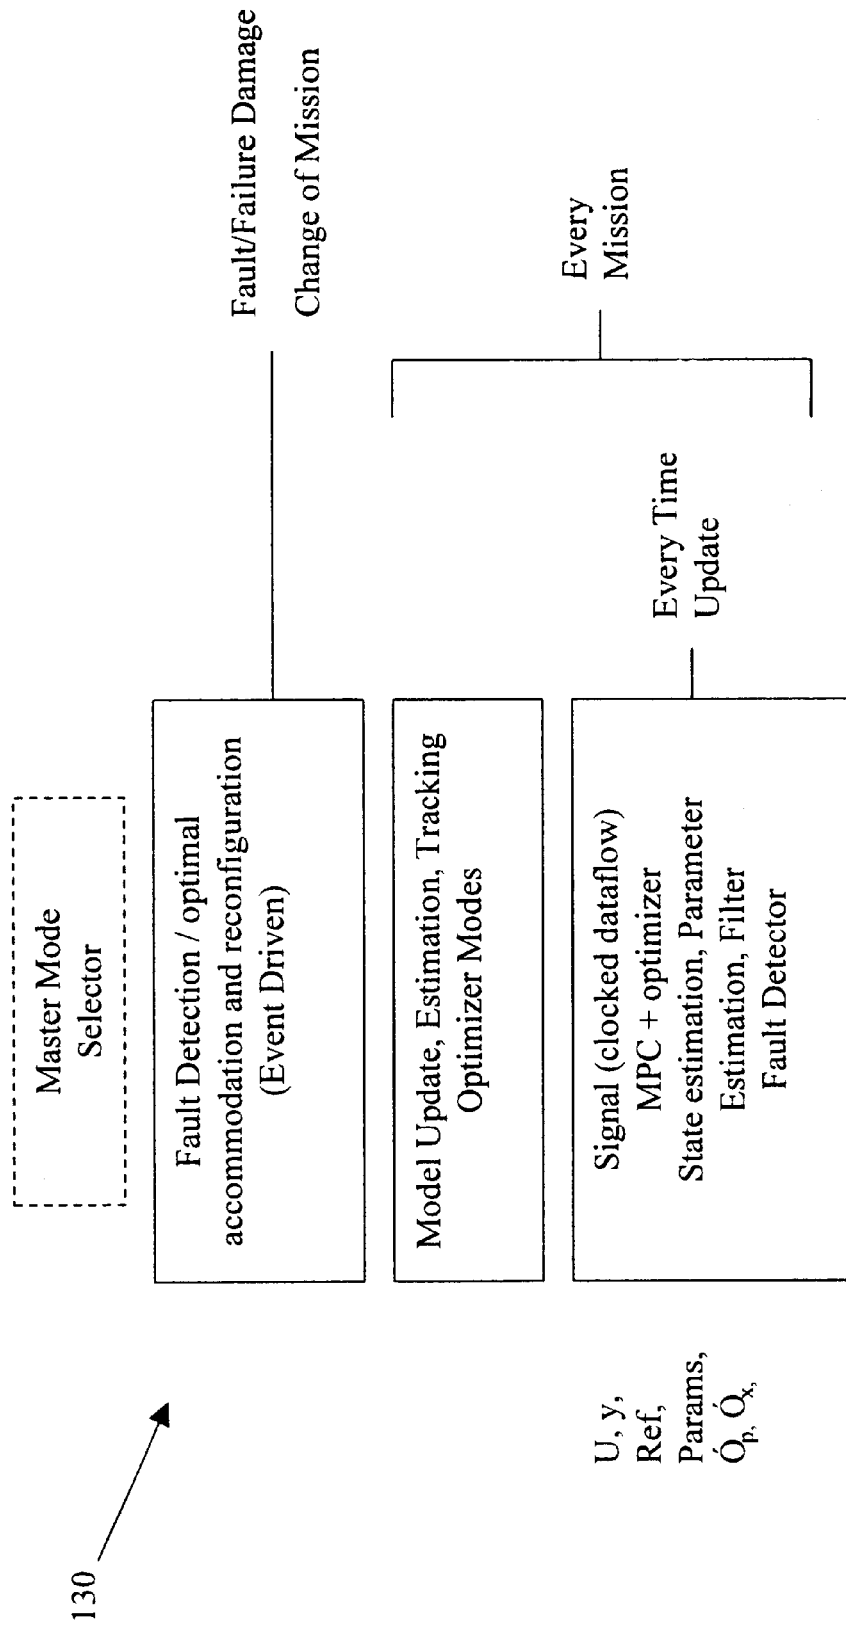 130
Master Mode
Selector
Fault Detection / optimal
accommodation and reconfiguration
(Event Driven)
Fault/Failure Damage
Change of Mission
Model Update, Estimation, Tracking
Optimizer Modes
Every
Mission
U, y,
Ref,
Params,
Óp, Óx,
Signal (clocked dataflow)
MPC + optimizer
State estimation, Parameter
Estimation, Filter
Fault Detector
Every Time
Update